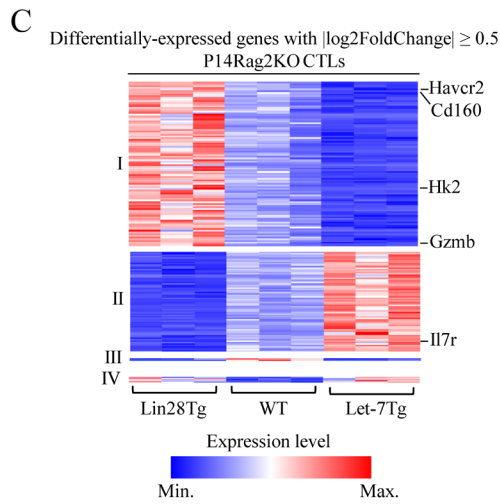 C
Differentially-expressed genes with |log2FoldChange| ≥ 0.5
P14Rag2KO CTLs
Havcr2
Cd160
I
Hk2
Gzmb
II
Il7r
III
IV
Lin28Tg WT Let-7Tg
Expression level
Min. Max.